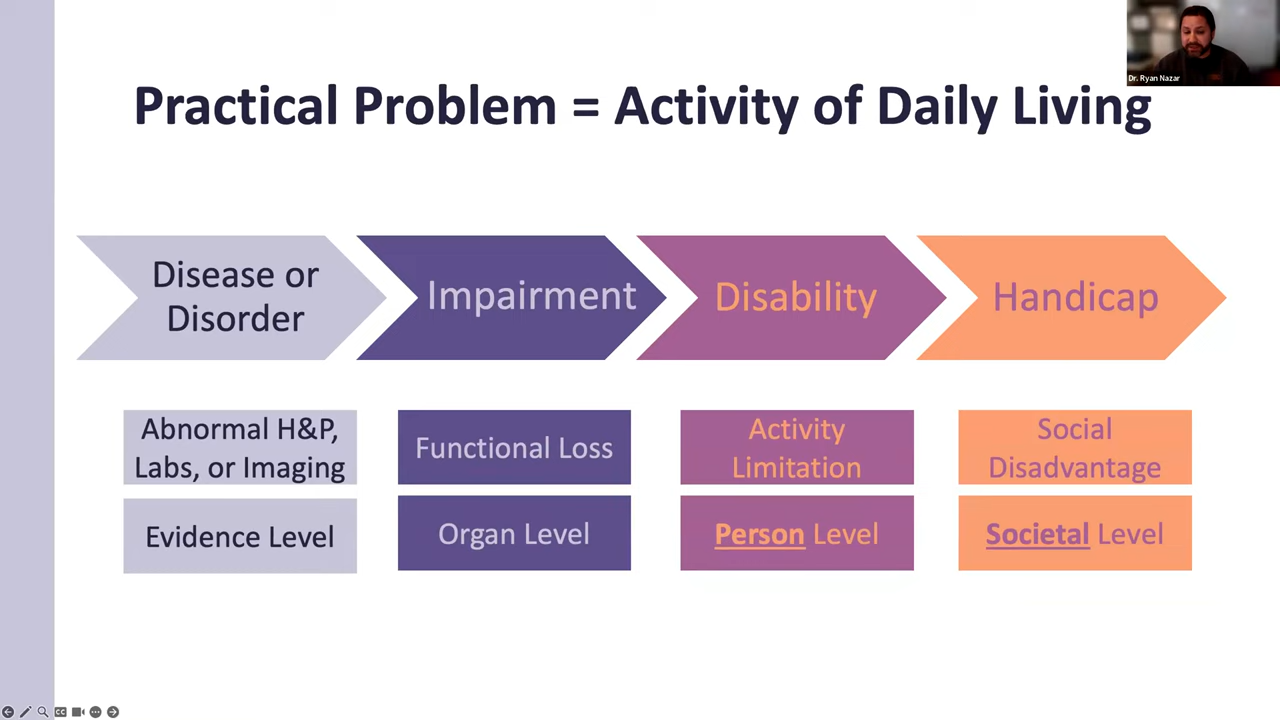 Dr. Ryan Nazar
Practical Problem = Activity of Daily Living
Disease or
Disorder
Impairment
Disability
Handicap
Abnormal H&P,
Labs, or Imaging
Functional Loss
Activity
Limitation
Social
Disadvantage
Evidence Level
Organ Level
Person Level
Societal Level
CC